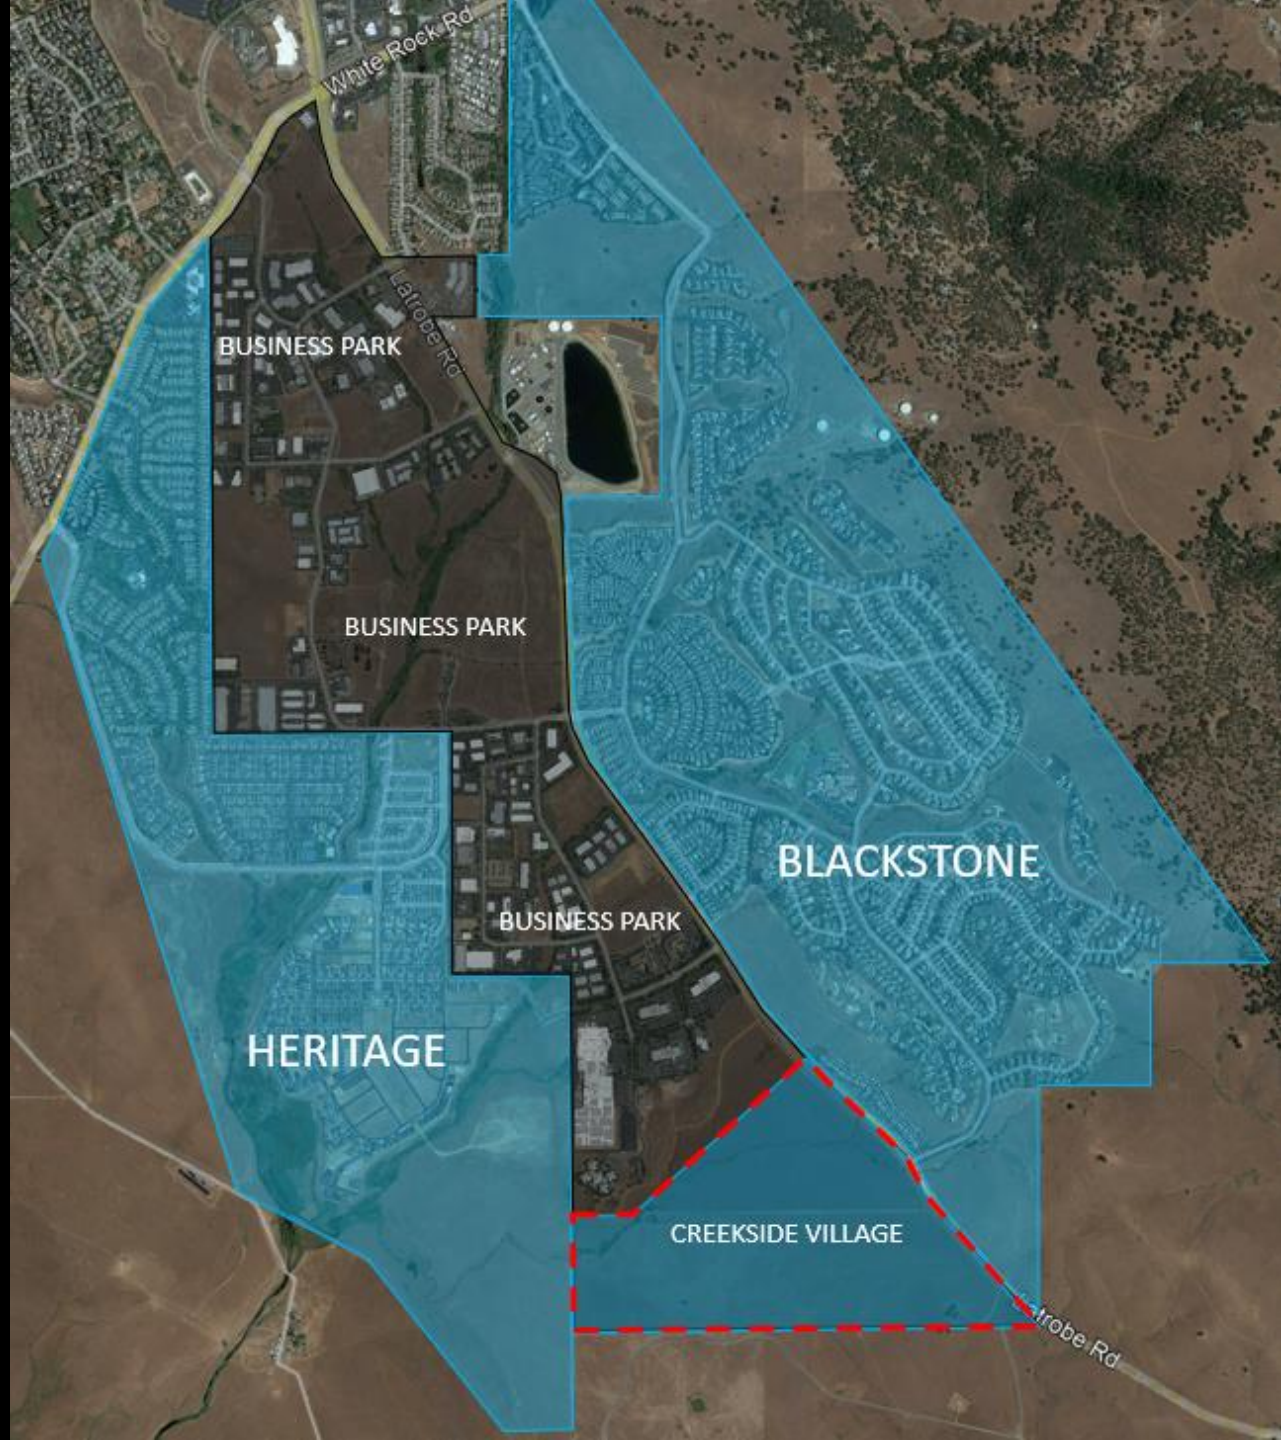 White Rock Rd
Latrobe Rd
BUSINESS PARK
BUSINESS PARK
BLACKSTONE
BUSINESS PARK
HERITAGE
CREEKSIDE VILLAGE
Latrobe Rd